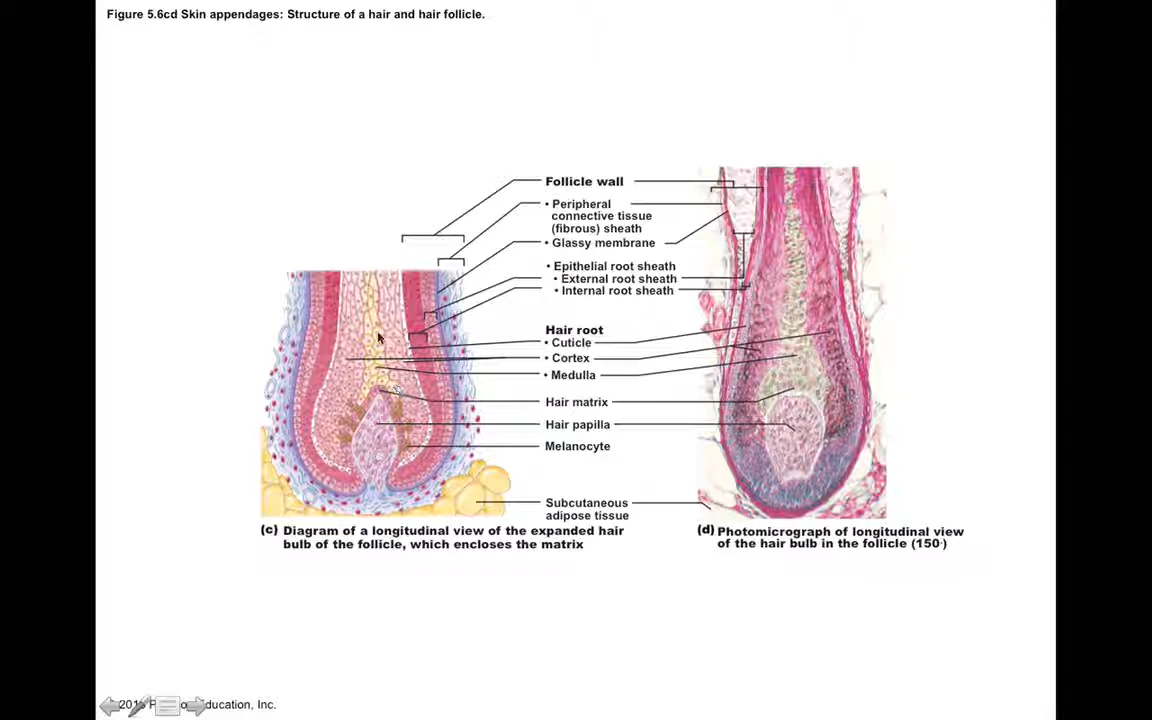 Figure 5.6cd Skin appendages: Structure of a hair and hair follicle.
Follicle wall
• Peripheral
connective tissue
(fibrous) sheath
• Glassy membrane
• Epithelial root sheath
• External root sheath
• Internal root sheath
Hair root
• Cuticle
• Cortex
• Medulla
Hair matrix
Hair papilla
Melanocyte
Subcutaneous
adipose tissue
(c) Diagram of a longitudinal view of the expanded hair
bulb of the follicle, which encloses the matrix
(d) Photomicrograph of longitudinal view
of the hair bulb in the follicle (150·)
Inc.